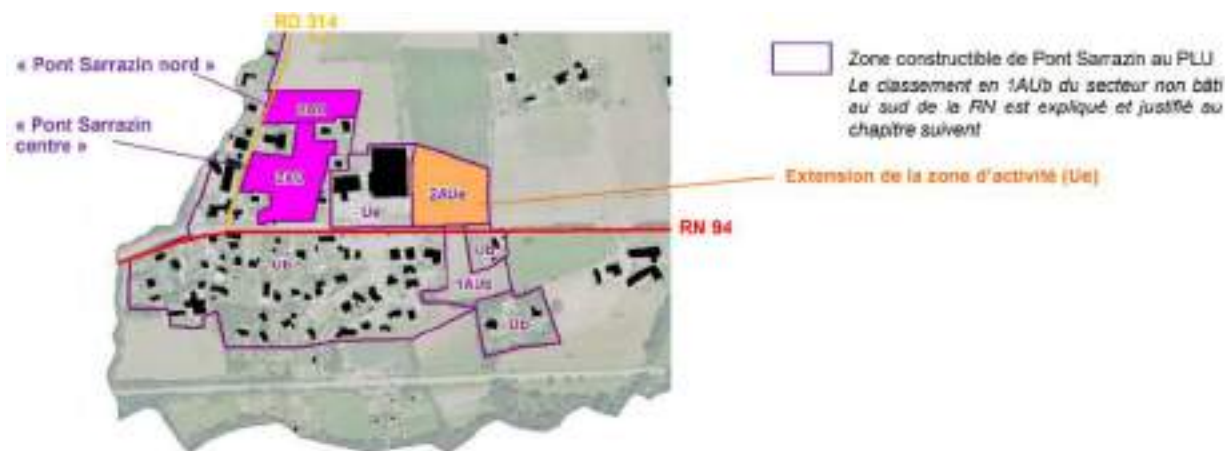 RD 314
« Pont Sarrazin nord »
« Pont Sarrazin
centre »
Zone constructible de Pont Sarrazin au PLU
Le classement en 1AUb du secteur non bâti
au sud de la RN est expliqué et justifié au
chapitre suivent
Extension de la zone d'activité (Ue)
2AUe
Ue
RN 94
Ub
Ub
1AUb
Ub